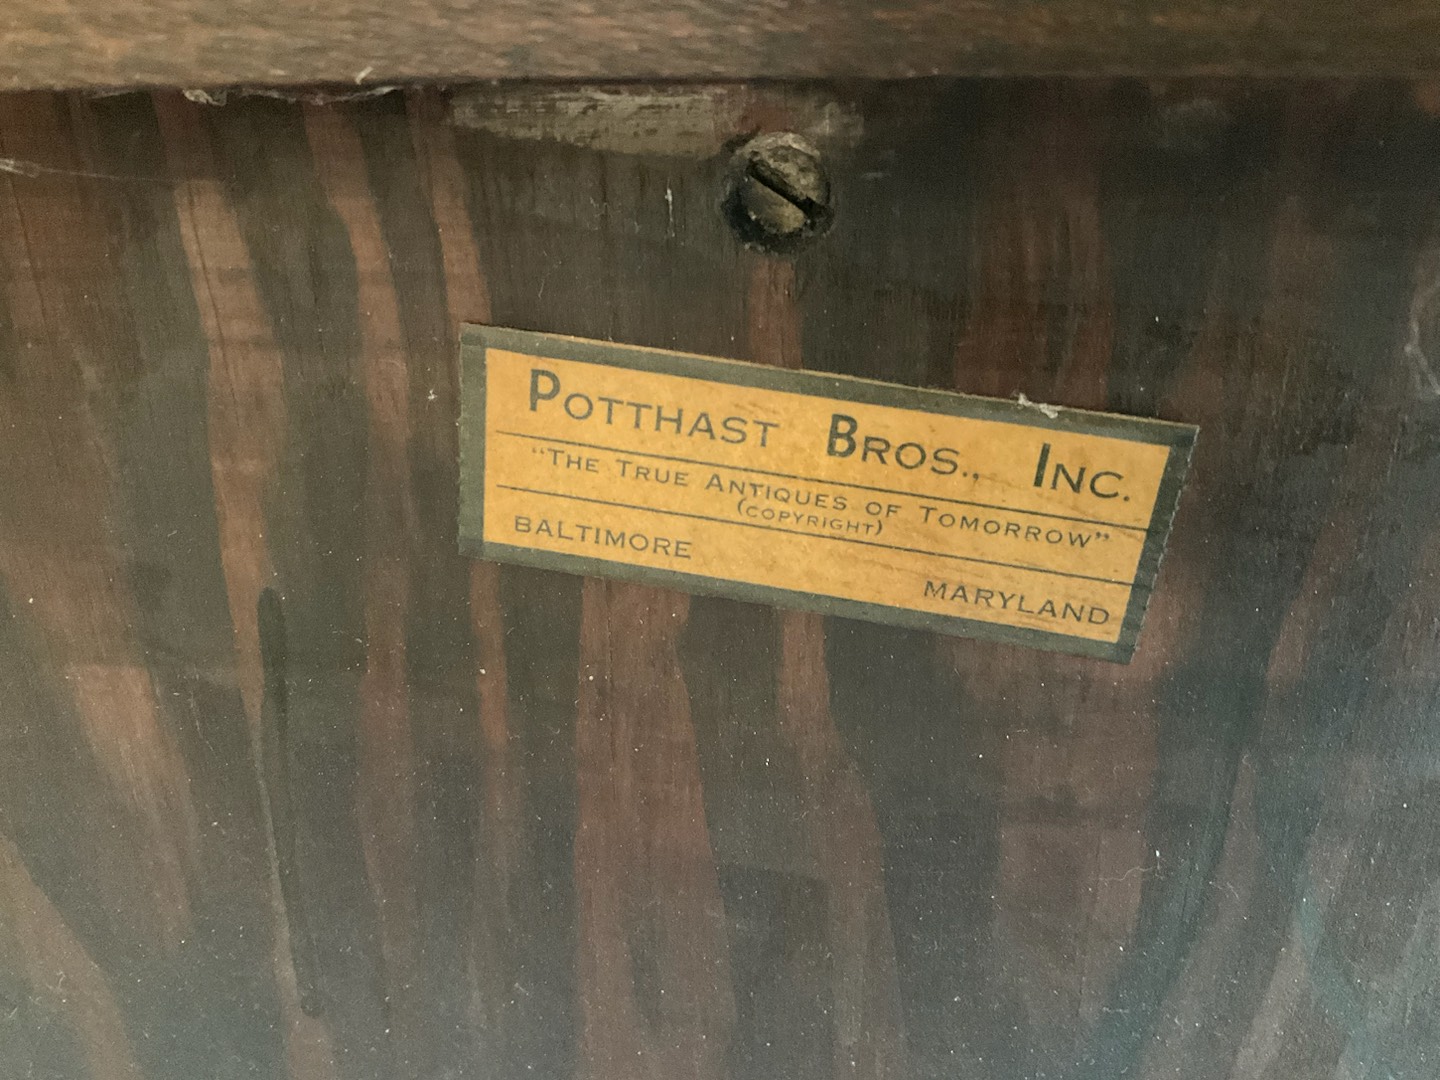 Potthast Bros., Inc.
"The True Antiques of Tomorrow"
(COPYRIGHT)
BALTIMORE
MARYLAND